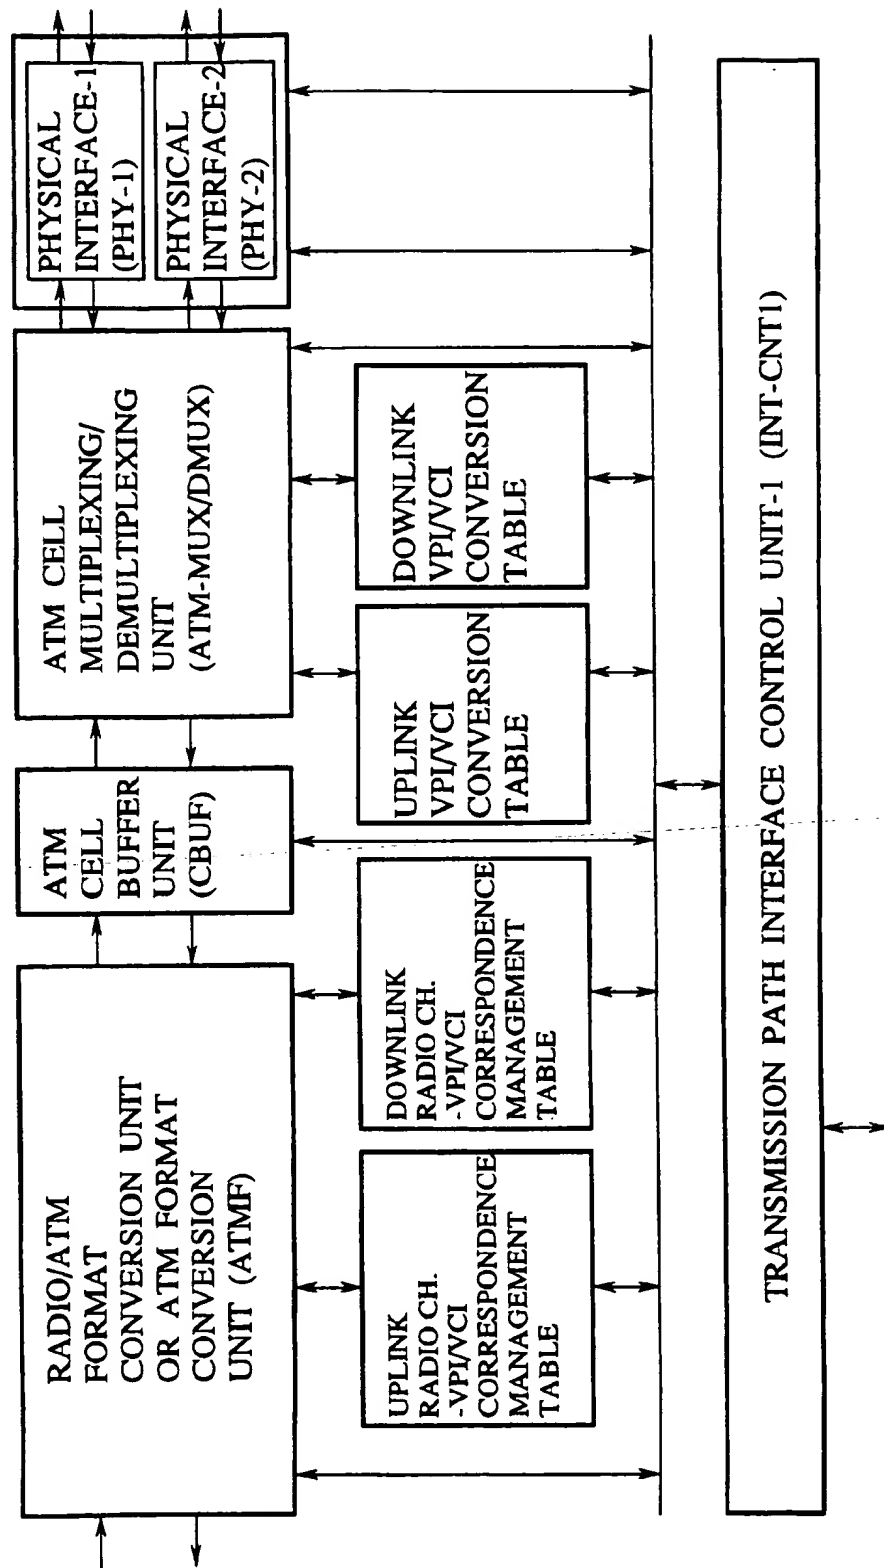 RADIO/ATM
FORMAT
CONVERSION UNIT
OR ATM FORMAT
CONVERSION
UNIT (ATMF)
ATM
CELL
BUFFER
UNIT
(CBUF)
ATM CELL
MULTIPLEXING/
DEMULTIPLEXING
UNIT
(ATM-MUX/DMUX)
PHYSICAL
INTERFACE-1
(PHY-1)
PHYSICAL
INTERFACE-2
(PHY-2)
UPLINK
RADIO CH.
-VPI/VCI
CORRESPONDENCE
MANAGEMENT
TABLE
DOWNLINK
RADIO CH.
-VPI/VCI
CORRESPONDENCE
MANAGEMENT
TABLE
UPLINK
VPI/VCI
CONVERSION
TABLE
DOWNLINK
VPI/VCI
CONVERSION
TABLE
TRANSMISSION PATH INTERFACE CONTROL UNIT-1 (INT-CNT1)